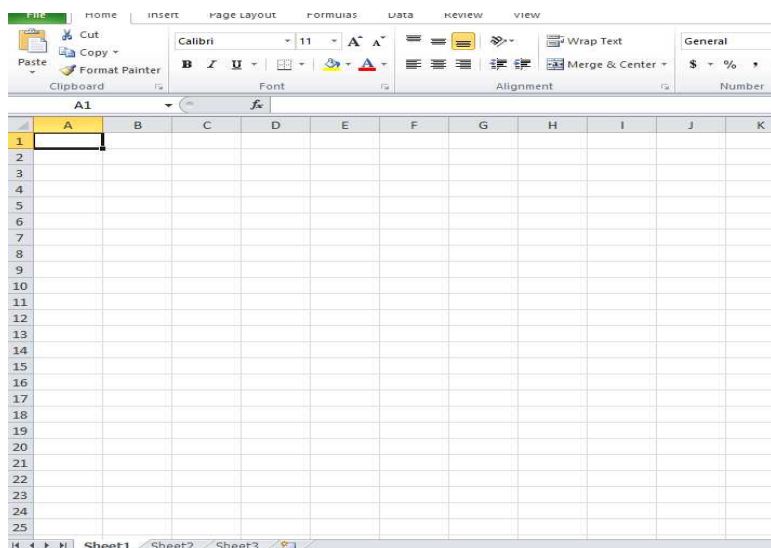 File Home Insert Page Layout Formulas Data Review View
Cut
Calibri 11 A A Wrap Text General
Copy
Paste
Format Painter B I U A Merge & Center $ % ,
Clipboard Font Alignment Number
A1 fx
A B C D E F G H I J K
1
2
3
4
5
6
7
8
9
10
11
12
13
14
15
16
17
18
19
20
21
22
23
24
25
Sheet1 Sheet2 Sheet3